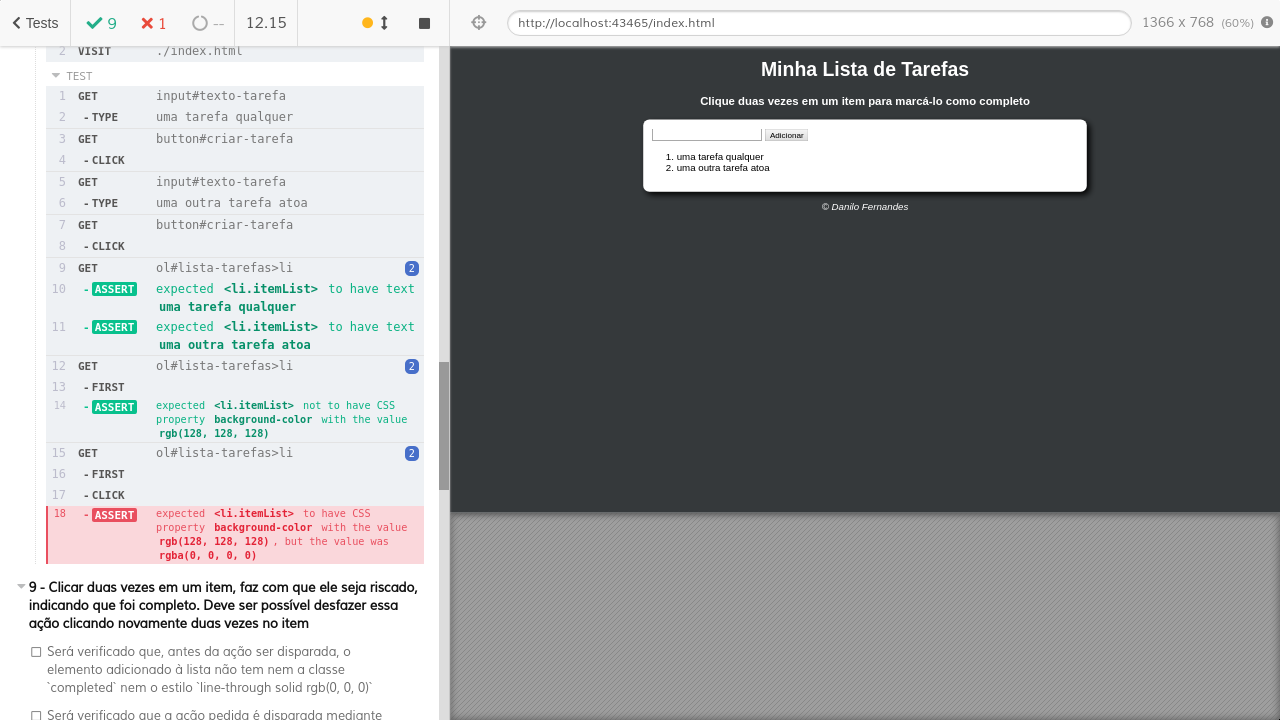 Tests
9
1
--
12.15
http://localhost:43465/index.html
1366 x 768 (60%)
2 VISIT ./index.html
TEST
1 GET input#texto-tarefa
2 - TYPE uma tarefa qualquer
3 GET button#criar-tarefa
4 - CLICK
5 GET input#texto-tarefa
6 - TYPE uma outra tarefa atoa
7 GET button#criar-tarefa
8 - CLICK
9 GET ol#lista-tarefas>li 2
10 - ASSERT expected <li.itemList> to have text
uma tarefa qualquer
11 - ASSERT expected <li.itemList> to have text
uma outra tarefa atoa
12 GET ol#lista-tarefas>li 2
13 - FIRST
14 - ASSERT expected <li.itemList> not to have CSS
property background-color with the value
rgb(128, 128, 128)
15 GET ol#lista-tarefas>li 2
16 - FIRST
17 - CLICK
18 - ASSERT expected <li.itemList> to have CSS
property background-color with the value
rgb(128, 128, 128), but the value was
rgba(0, 0, 0, 0)
9 - Clicar duas vezes em um item, faz com que ele seja riscado,
indicando que foi completo. Deve ser possível desfazer essa
ação clicando novamente duas vezes no item
Será verificado que, antes da ação ser disparada, o
elemento adicionado à lista não tem nem a classe
`completed` nem o estilo `line-through solid rgb(0, 0, 0)`
Será verificado que a ação pedida é disparada mediante
Minha Lista de Tarefas
Clique duas vezes em um item para marcá-lo como completo
Adicionar
1. uma tarefa qualquer
2. uma outra tarefa atoa
© Danilo Fernandes